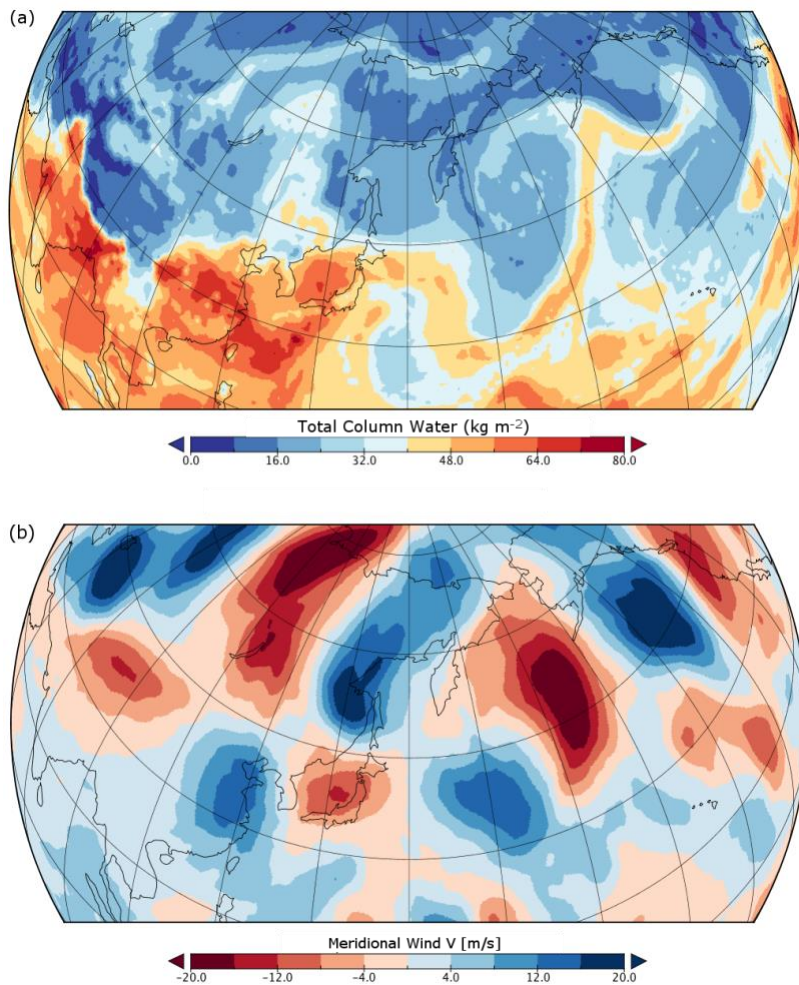 (a)
Total Column Water (kg m⁻²)
0.0 16.0 32.0 48.0 64.0 80.0
(b)
Meridional Wind V [m/s]
−20.0 −12.0 −4.0 4.0 12.0 20.0